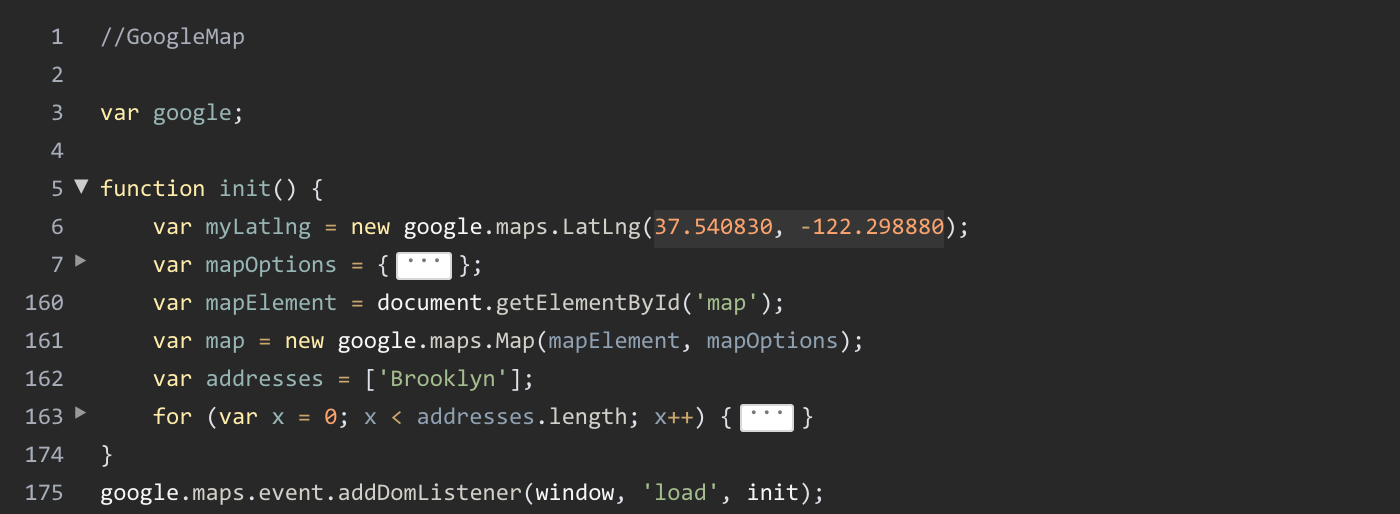 1 //GoogleMap
2
3 var google;
4
5 ▼ function init() {
6 var myLatlng = new google.maps.LatLng(37.540830, -122.298880);
7 ▶ var mapOptions = { ··· };
160 var mapElement = document.getElementById('map');
161 var map = new google.maps.Map(mapElement, mapOptions);
162 var addresses = ['Brooklyn'];
163 ▶ for (var x = 0; x < addresses.length; x++) { ··· }
174 }
175 google.maps.event.addDomListener(window, 'load', init);